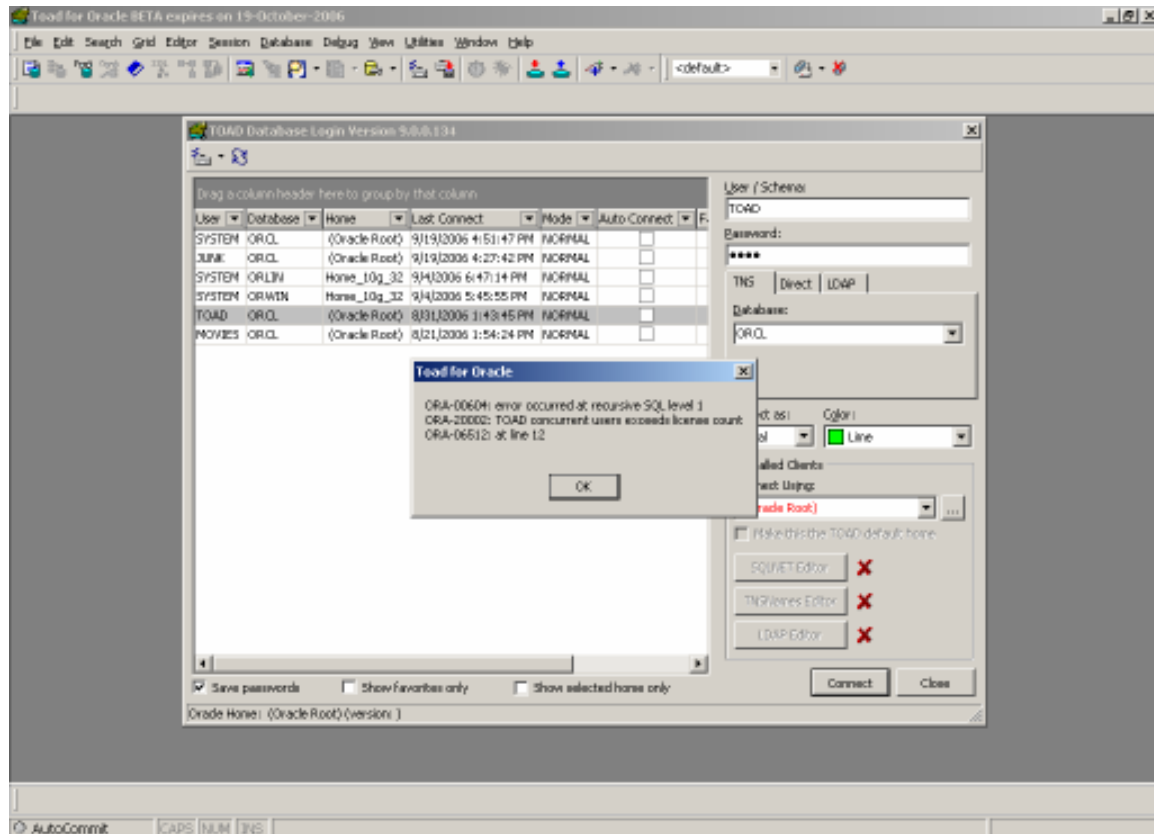 Toad for Oracle BETA expires on 19-October-2006
File Edit Search Grid Editor Session Database Debug View Utilities Window Help
<default>
TOAD Database Login Version 9.0.0.134
Drag a column header here to group by that column
User Database Home Last Connect Mode Auto Connect F
SYSTEM ORCL (Oracle Root) 9/19/2006 4:51:47 PM NORMAL
JUNK ORCL (Oracle Root) 9/19/2006 4:27:42 PM NORMAL
SYSTEM ORLIN Home_10g_32 9/4/2006 6:47:14 PM NORMAL
SYSTEM ORWIN Home_10g_32 9/4/2006 5:45:55 PM NORMAL
TOAD ORCL (Oracle Root) 8/31/2006 1:43:45 PM NORMAL
MOVIES ORCL (Oracle Root) 8/21/2006 1:54:24 PM NORMAL
User / Schema:
TOAD
Password:
••••
TNS Direct LDAP
Database:
ORCL
Toad for Oracle
ORA-00604: error occurred at recursive SQL level 1
ORA-20002: TOAD concurrent users exceeds license count
ORA-06512: at line 12
OK
ct as: Color:
al Lime
alled Clients
nect Using:
racle Root) ...
Make this the TOAD default home
SQLNET Editor
TNSNames Editor
LDAP Editor
Save passwords Show favorites only Show selected home only
Connect Close
Oracle Home: (Oracle Root) (version: )
AutoCommit CAPS NUM INS